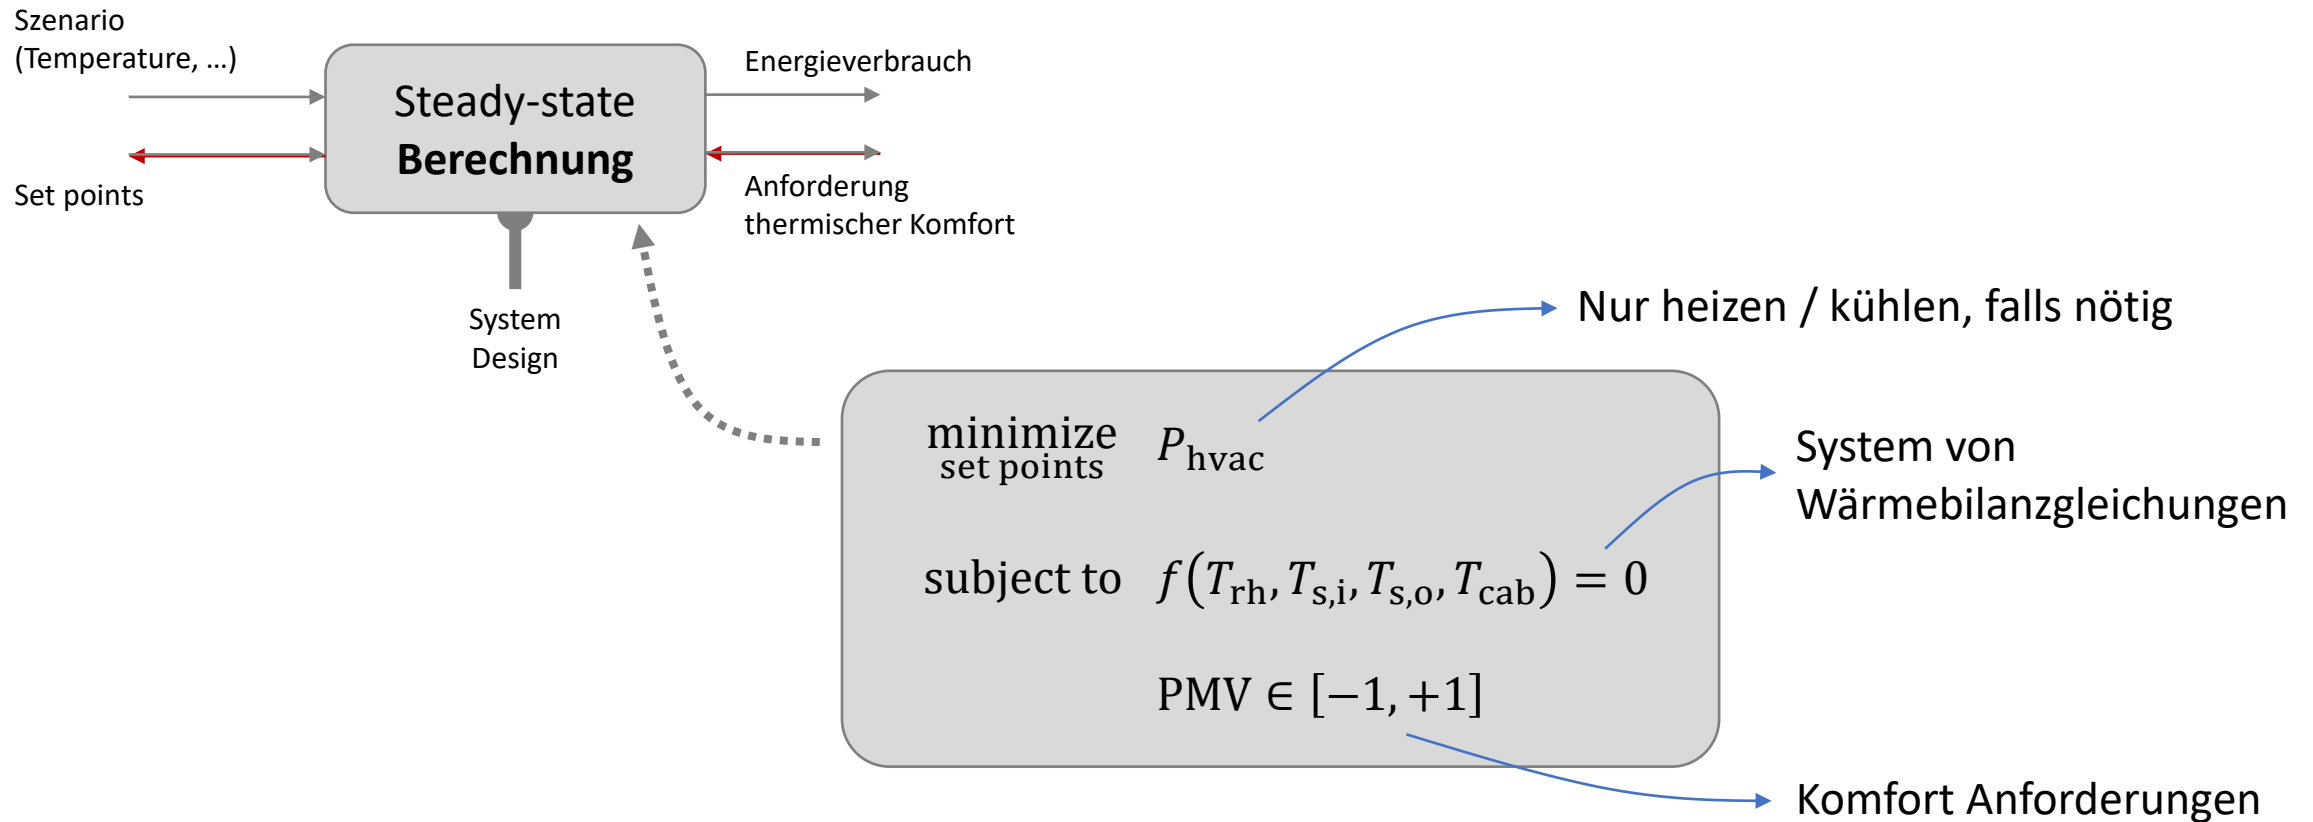 Szenario
(Temperature, ...)
Set points
Steady-state
Berechnung
Energieverbrauch
Anforderung
thermischer Komfort
System
Design
Nur heizen / kühlen, falls nötig
minimize P_hvac
set points
System von
Wärmebilanzgleichungen
subject to f(T_rh, T_s,i, T_s,o, T_cab) = 0
PMV ∈ [−1, +1]
Komfort Anforderungen